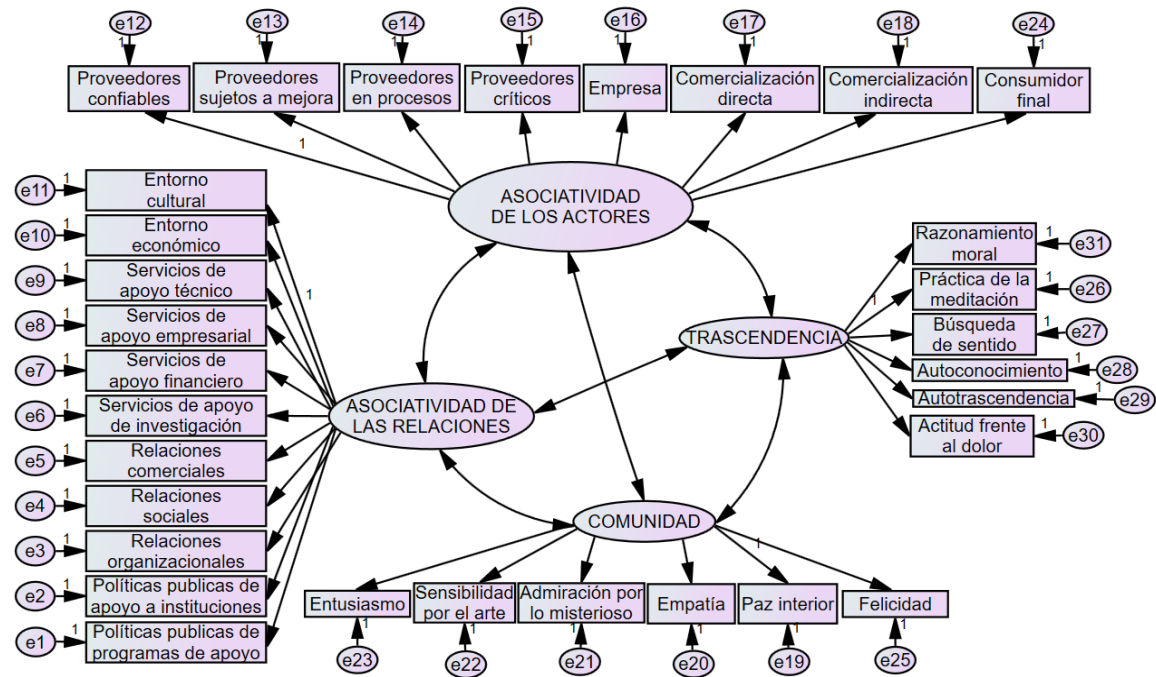 e12
e13
e14
e15
e16
e17
e18
e24
1
1
1
1
1
1
1
1
Proveedores
confiables
Proveedores
sujetos a mejora
Proveedores
en procesos
Proveedores
críticos
Empresa
Comercialización
directa
Comercialización
indirecta
Consumidor
final
1
ASOCIATIVIDAD
DE LOS ACTORES
e11
1
Entorno
cultural
e10
1
Entorno
económico
e9
1
Servicios de
apoyo técnico
e8
1
Servicios de
apoyo empresarial
e7
1
Servicios de
apoyo financiero
e6
1
Servicios de apoyo
de investigación
e5
1
Relaciones
comerciales
e4
1
Relaciones
sociales
e3
1
Relaciones
organizacionales
e2
1
Políticas publicas de
apoyo a instituciones
e1
1
Políticas publicas de
programas de apoyo
1
ASOCIATIVIDAD DE
LAS RELACIONES
TRASCENDENCIA
1
Razonamiento
moral
1
e31
Práctica de la
meditación
1
e26
Búsqueda
de sentido
1
e27
Autoconocimiento
1
e28
Autotrascendencia
1
e29
Actitud frente
al dolor
1
e30
COMUNIDAD
1
Entusiasmo
Sensibilidad
por el arte
Admiración por
lo misterioso
Empatía
Paz interior
Felicidad
1
1
1
1
1
1
e23
e22
e21
e20
e19
e25